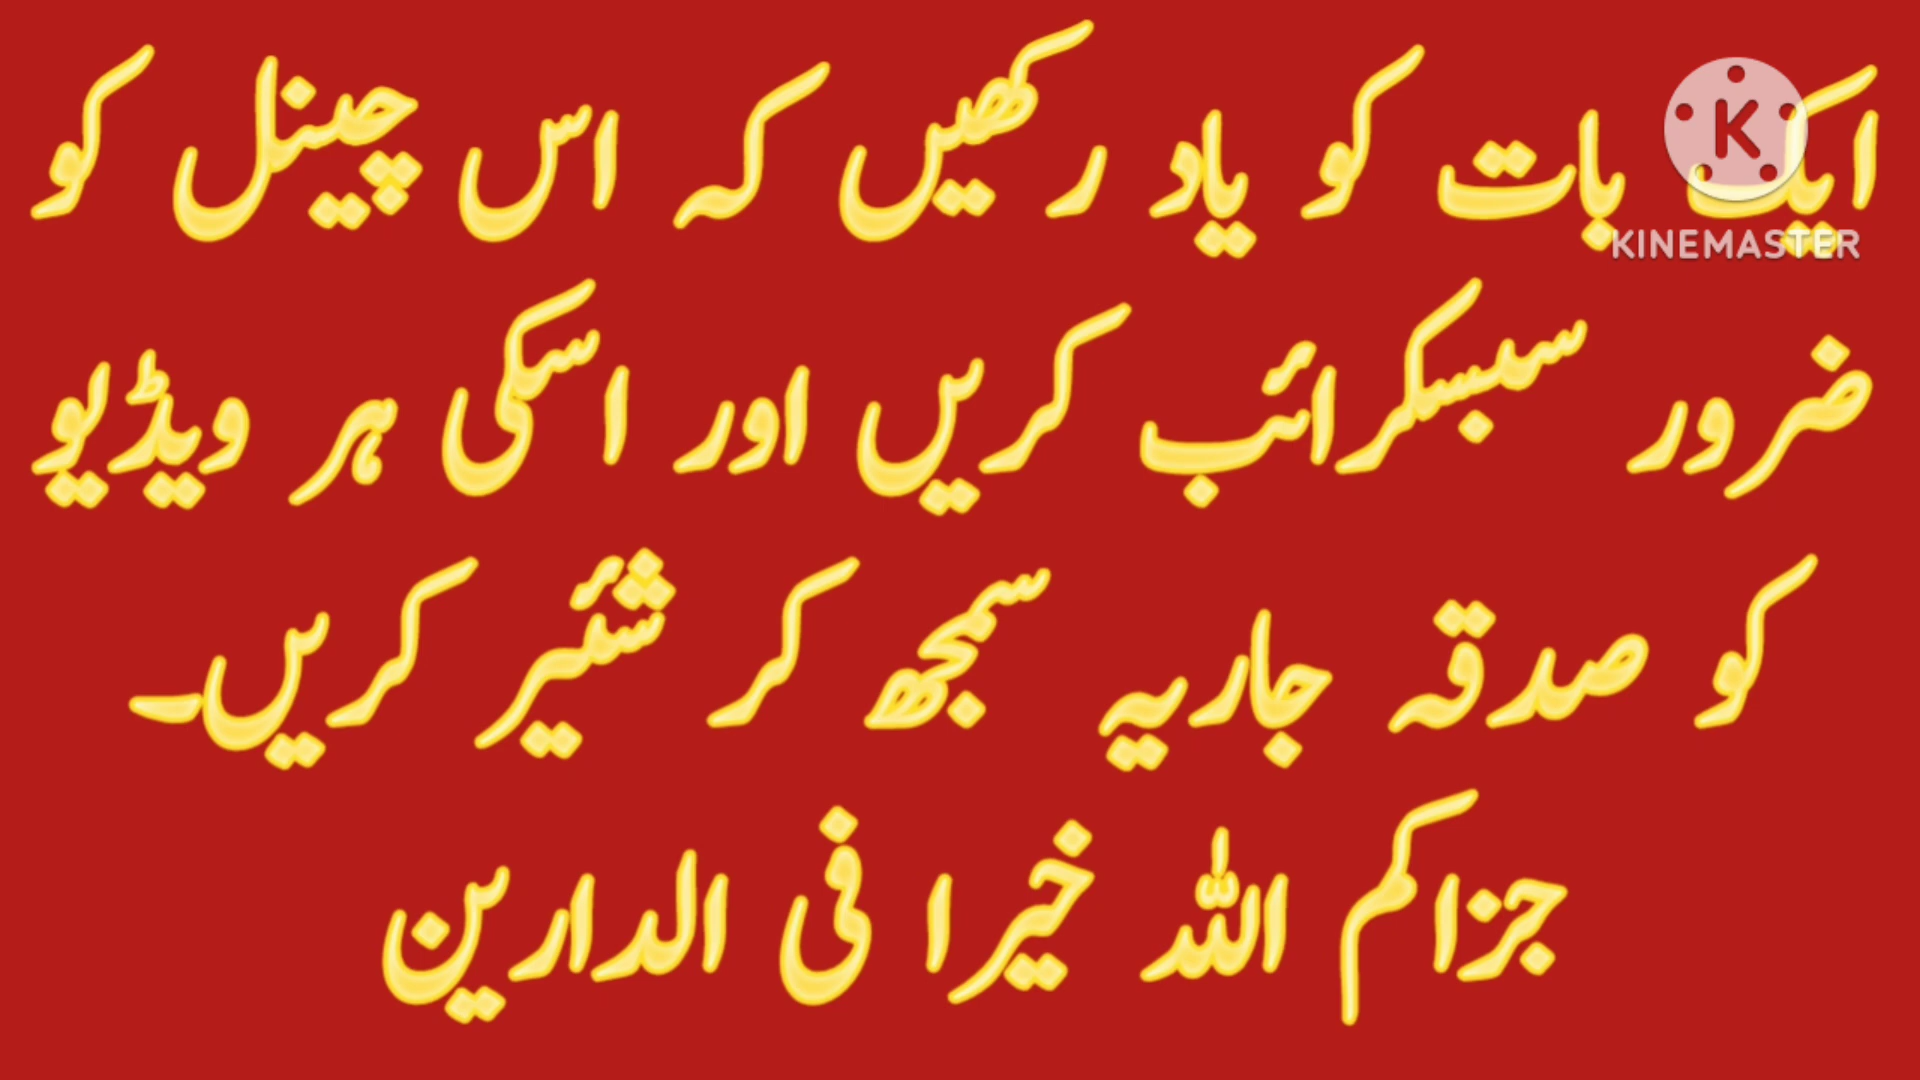 ایک بات کو یاد رکھیں کہ اس چینل کو
KINEMASTER
ضرور سبسکرائب کریں اور اسکی ہر ویڈیو
کو صدقہ جاریہ سمجھ کر شئیر کریں۔
جزاکم اللہ خیرا فی الدارین